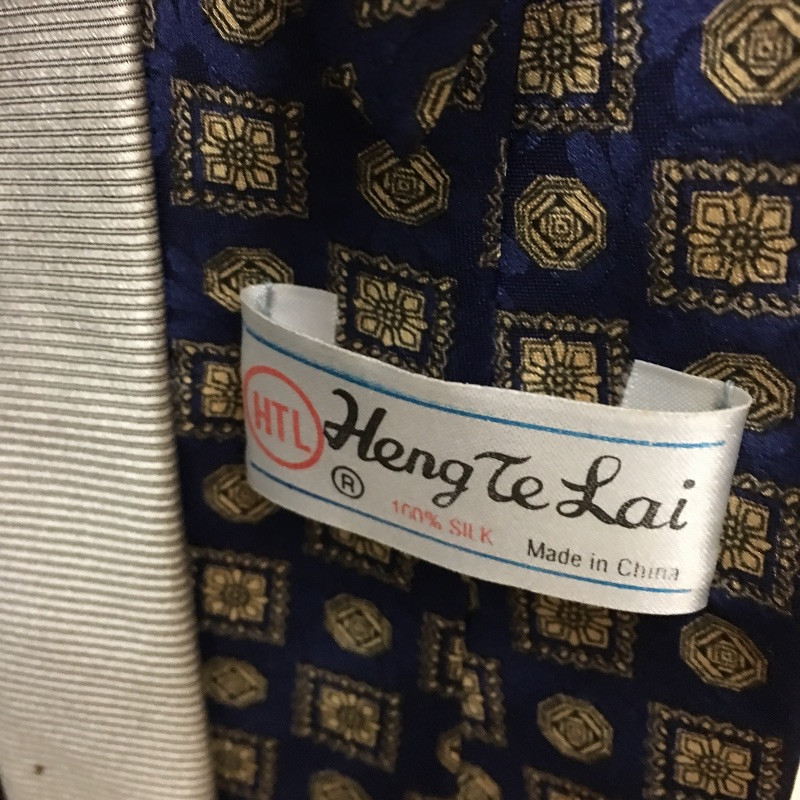 HTL Heng Te Lai
®
100% SILK
Made in China